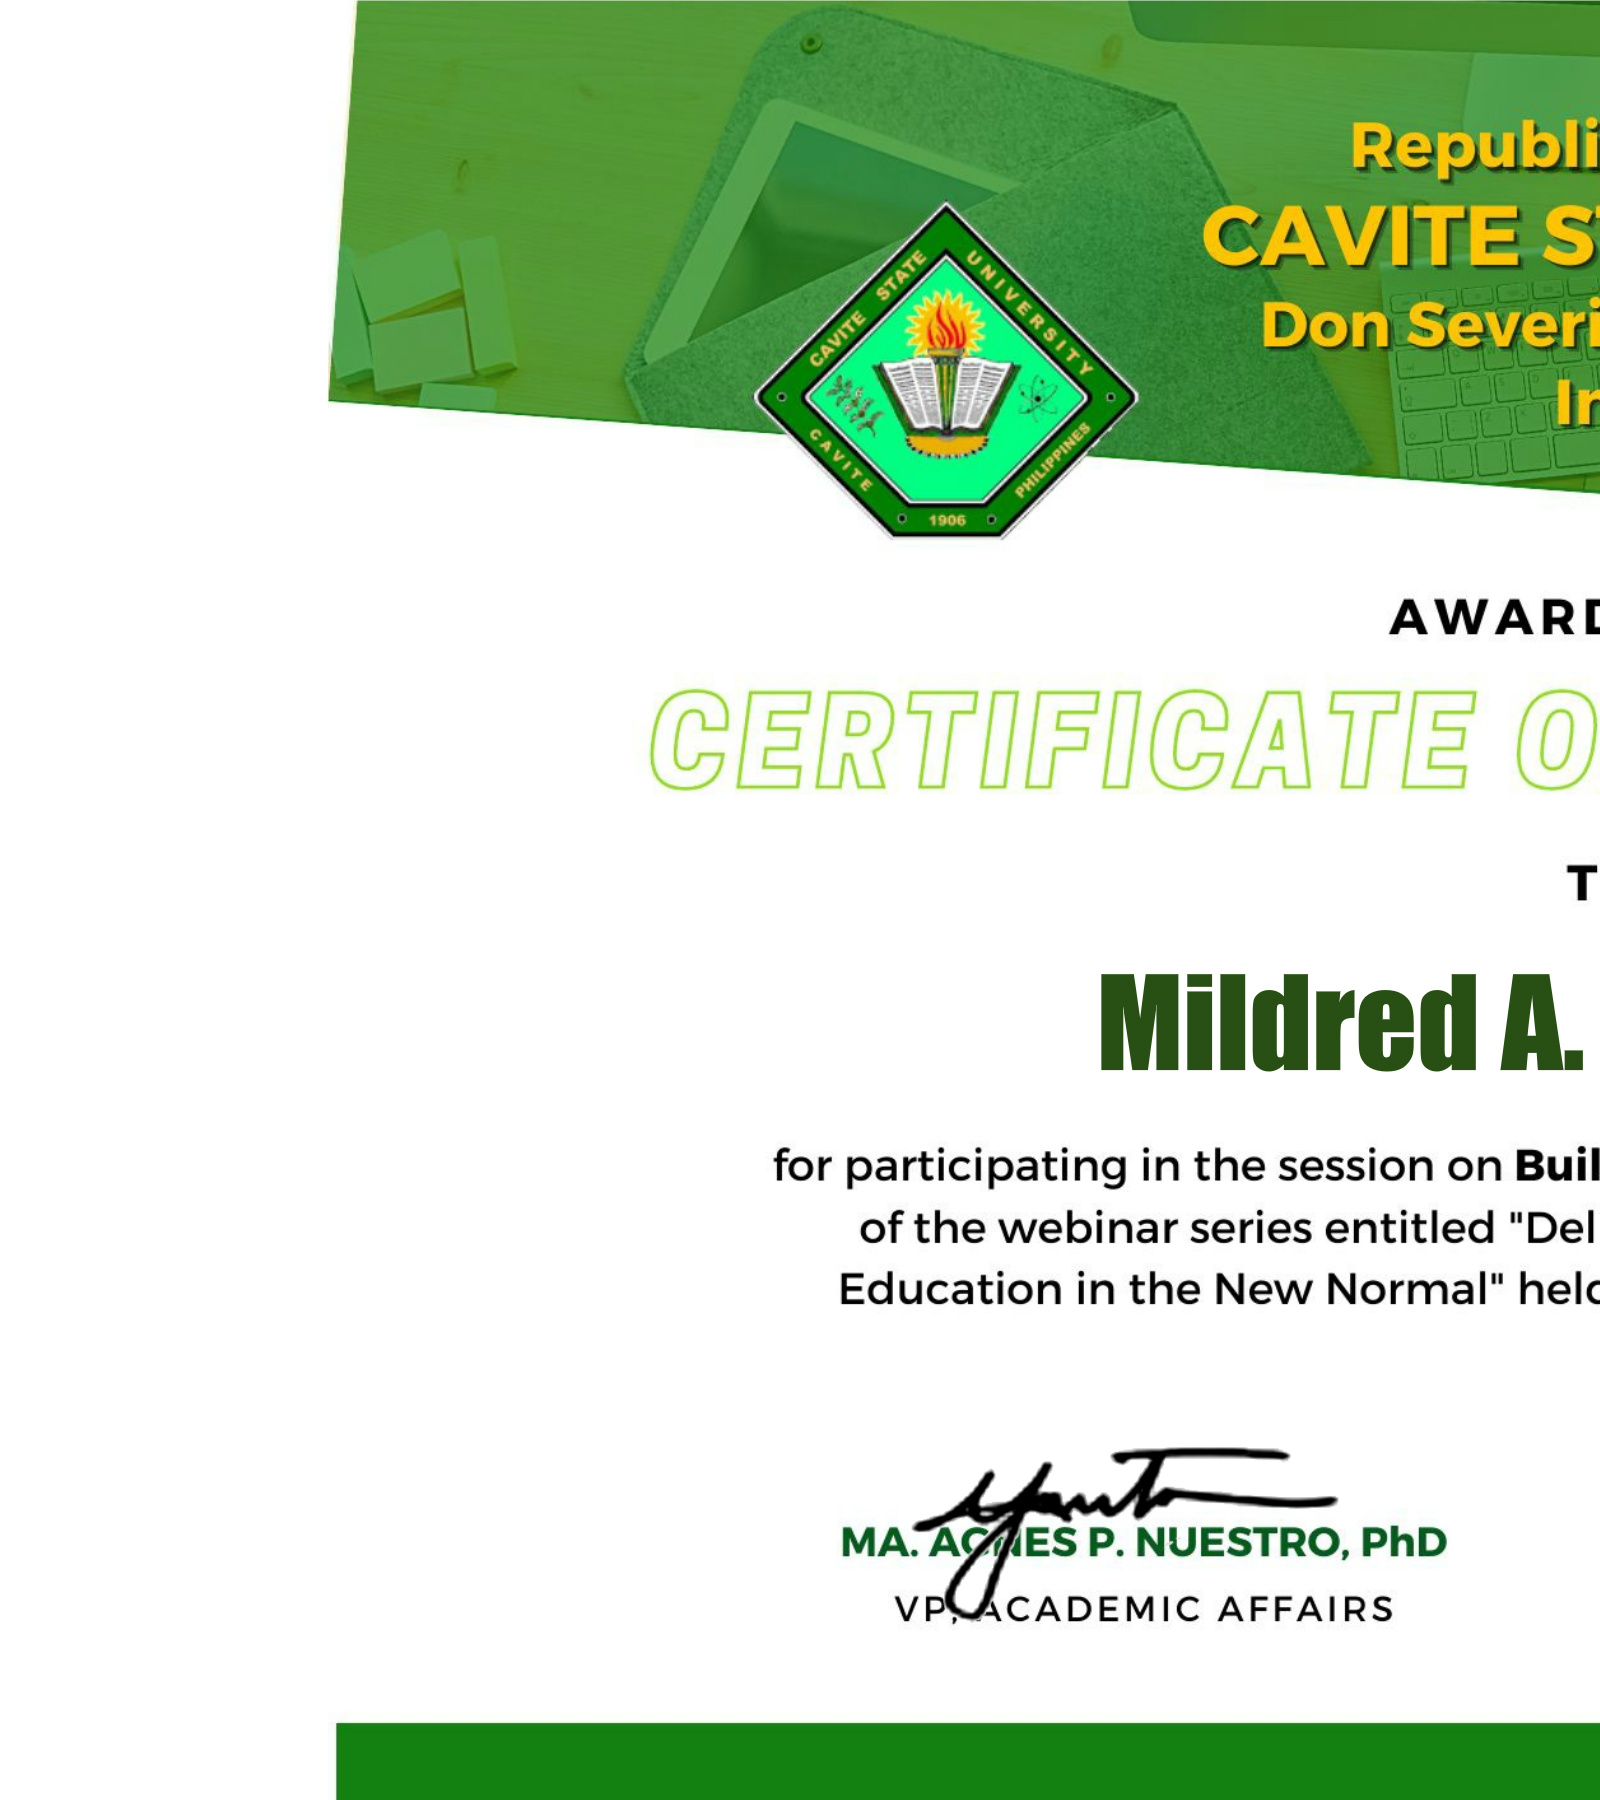 Republi
CAVITE ST
Don Severi
In
CAVITE STATE UNIVERSITY
CAVITE PHILIPPINES
1906
AWARD
CERTIFICATE O
T
Mildred A.
for participating in the session on Buil
of the webinar series entitled "Del
Education in the New Normal" held
MA. AGNES P. NUESTRO, PhD
VP, ACADEMIC AFFAIRS